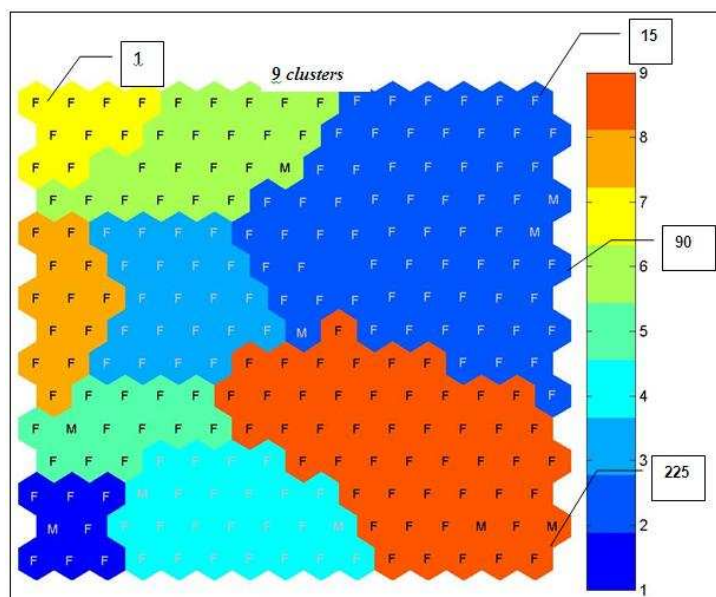 1
9 clusters
15
F F F F F F F F F F F F F F F
F F F F F F F F F F F F F F F
F F F F F F M F F F F F F F
F F F F F F F F F F F F F F M
F F F F F F F F F F F F F F M
F F F F F F F F F F F F F F
F F F F F F F F F F F F F F F
F F F F F F F M F F F F F F F
F F F F F F F F F F F F F F F
F F F F F F F F F F F F F F F
F M F F F F F F F F F F F F F
F F F F F F F F F F F F F F F
F F F M F F F F F F F F F F F
M F F F F F F F M F F F M F M
F F F F F F F F F F F F F F F
9
8
7
6
5
4
3
2
1
90
225